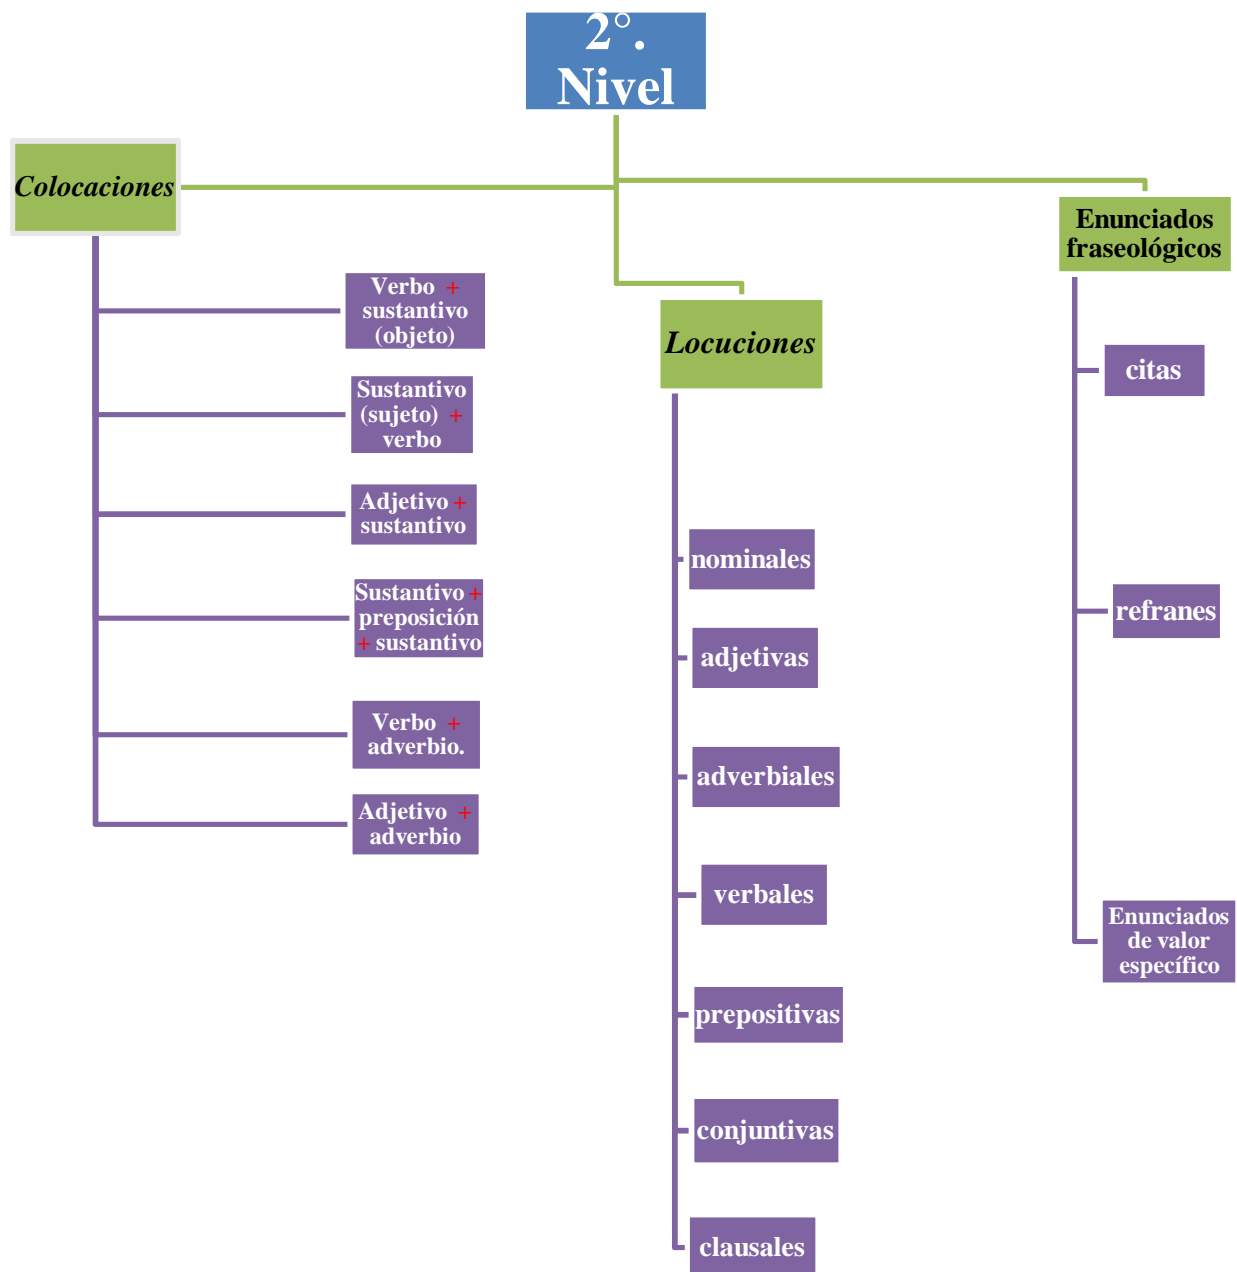 2°.
Nivel
Colocaciones
Verbo +
sustantivo
(objeto)
Sustantivo
(sujeto) +
verbo
Adjetivo +
sustantivo
Sustantivo +
preposición
+ sustantivo
Verbo +
adverbio.
Adjetivo +
adverbio
Locuciones
nominales
adjetivas
adverbiales
verbales
prepositivas
conjuntivas
clausales
Enunciados
fraseológicos
citas
refranes
Enunciados
de valor
específico